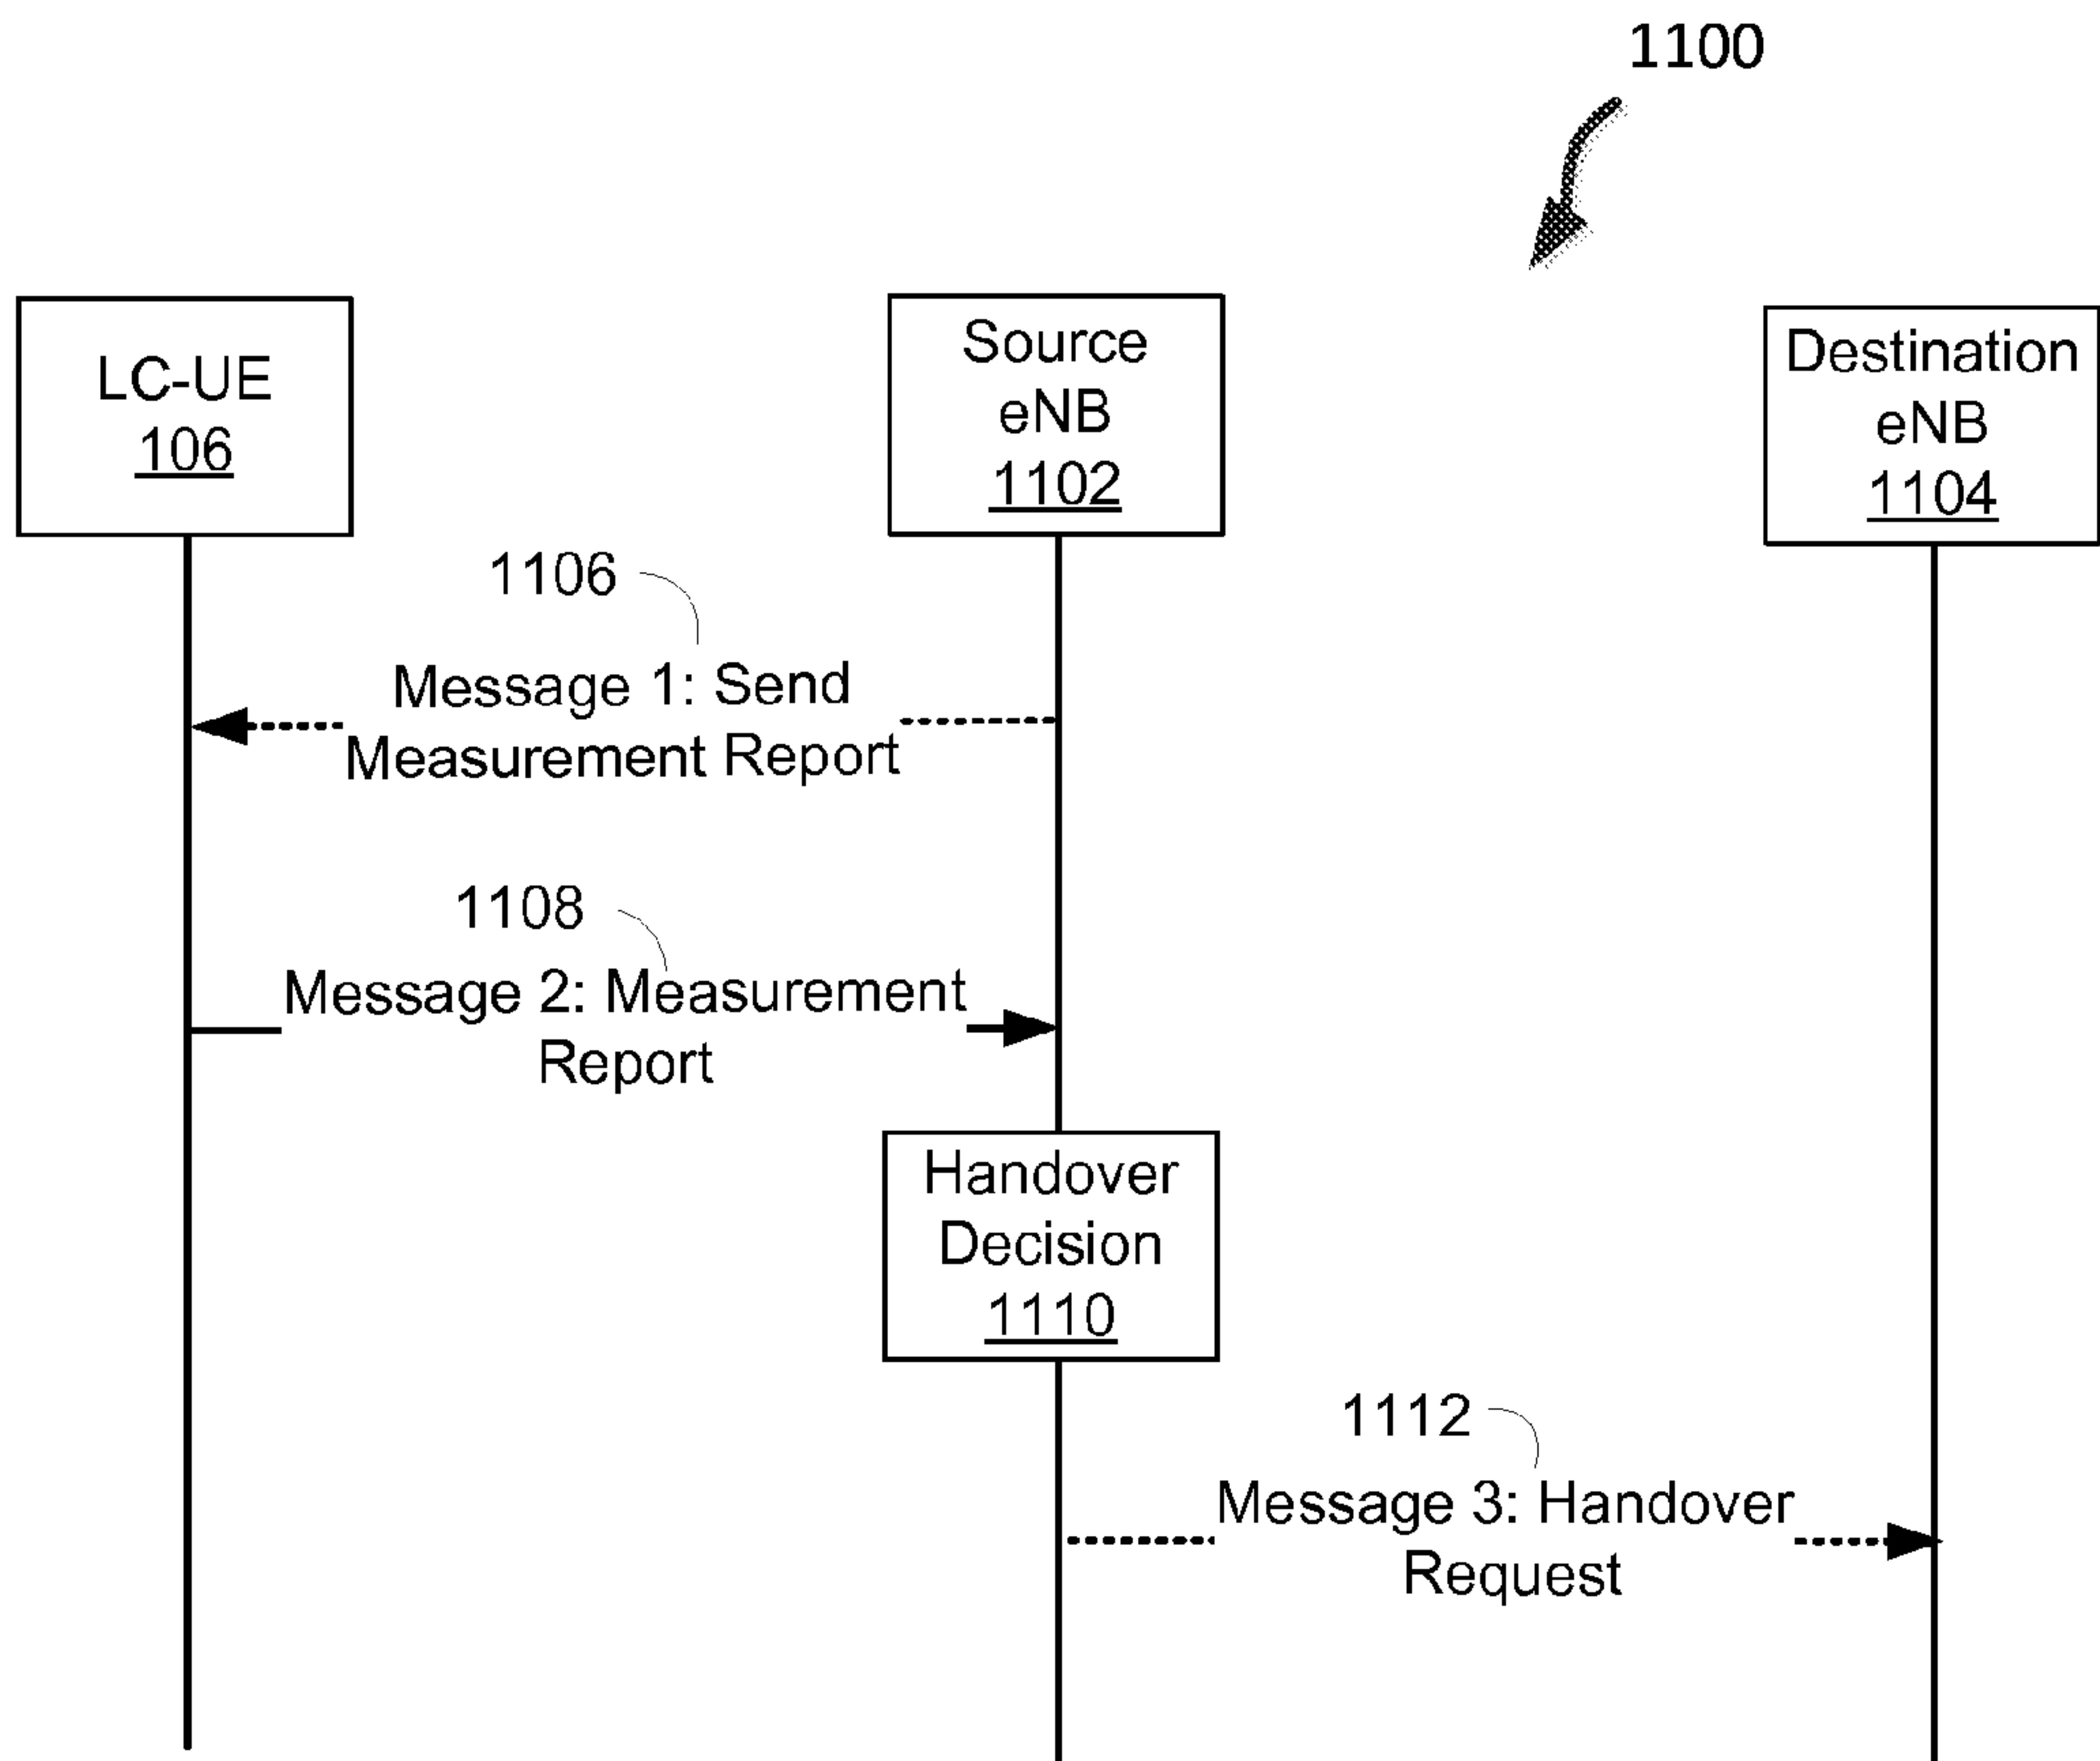 1100
LC-UE
106
Source
eNB
1102
Destination
eNB
1104
1106
Message 1: Send
Measurement Report
1108
Message 2: Measurement
Report
Handover
Decision
1110
1112
Message 3: Handover
Request